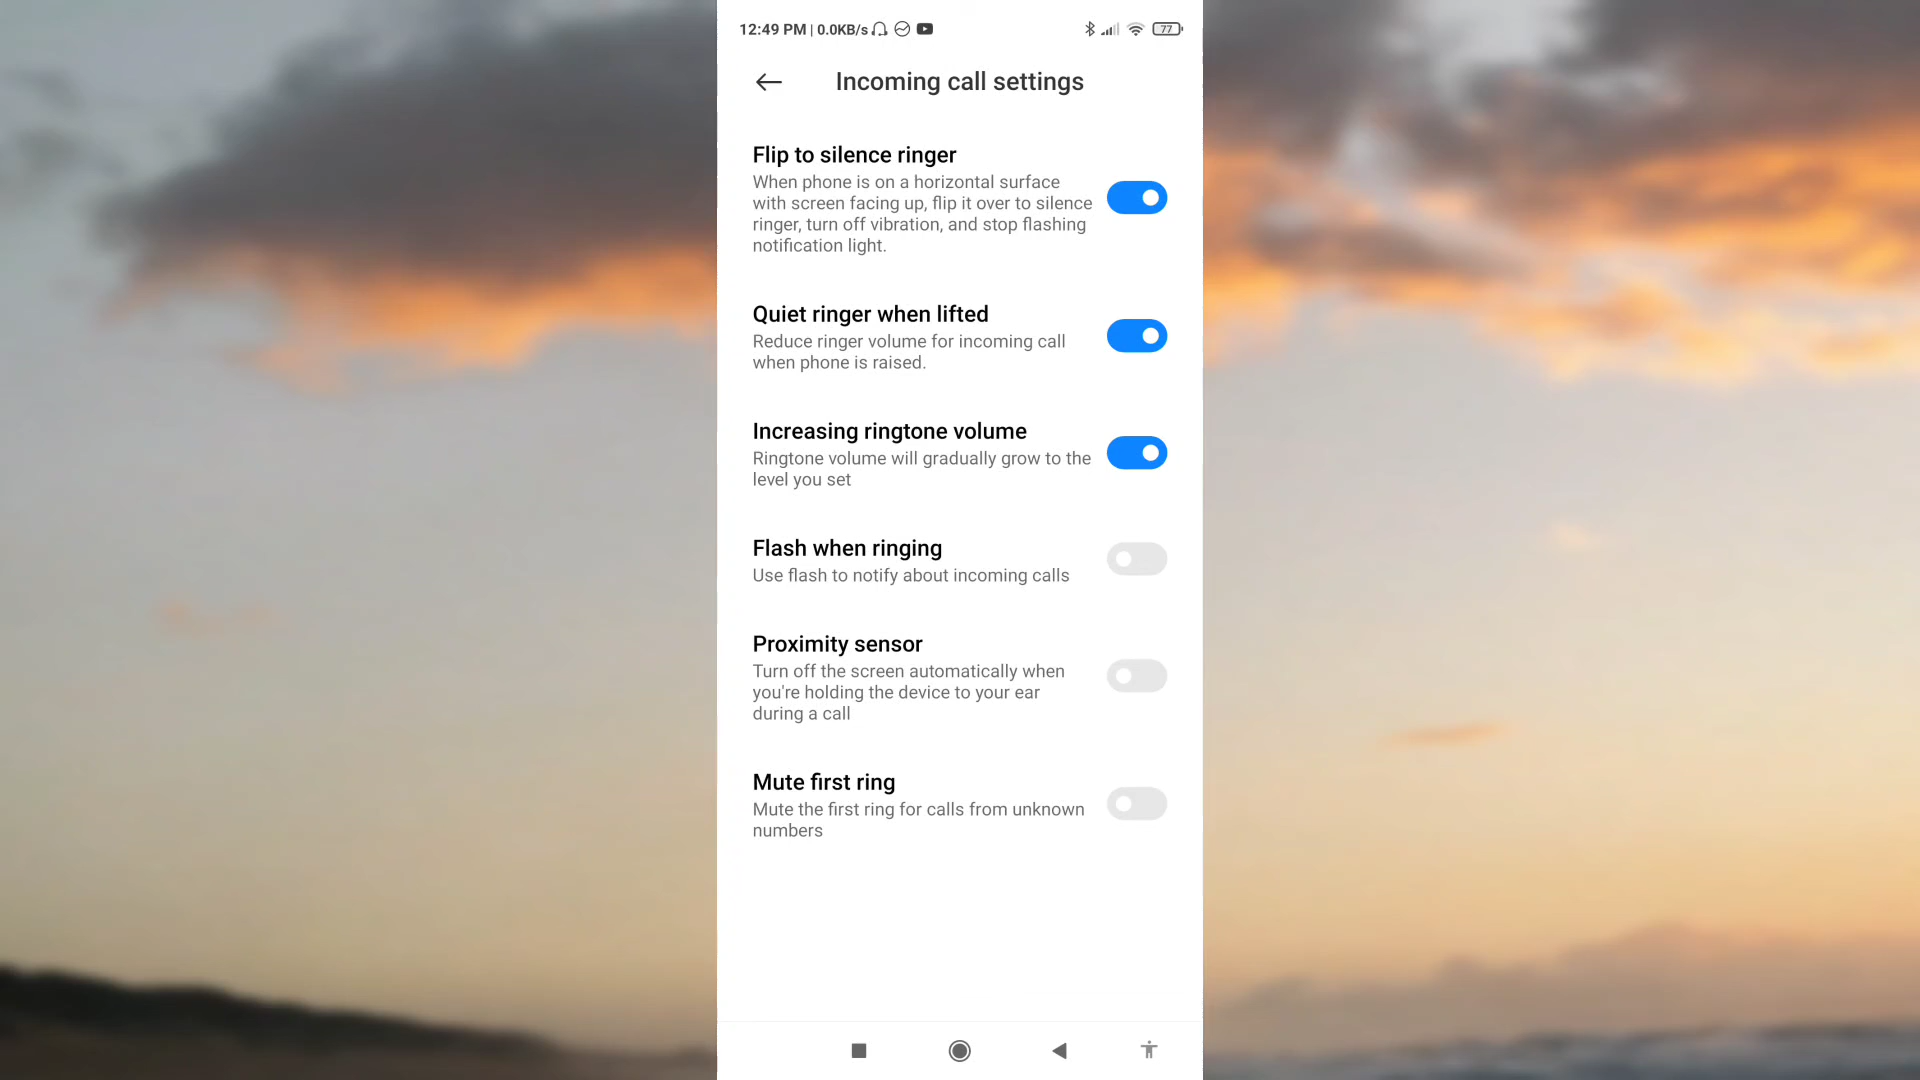 12:49 PM | 0.0KB/s
77
Incoming call settings
Flip to silence ringer
When phone is on a horizontal surface
with screen facing up, flip it over to silence
ringer, turn off vibration, and stop flashing
notification light.
Quiet ringer when lifted
Reduce ringer volume for incoming call
when phone is raised.
Increasing ringtone volume
Ringtone volume will gradually grow to the
level you set
Flash when ringing
Use flash to notify about incoming calls
Proximity sensor
Turn off the screen automatically when
you're holding the device to your ear
during a call
Mute first ring
Mute the first ring for calls from unknown
numbers